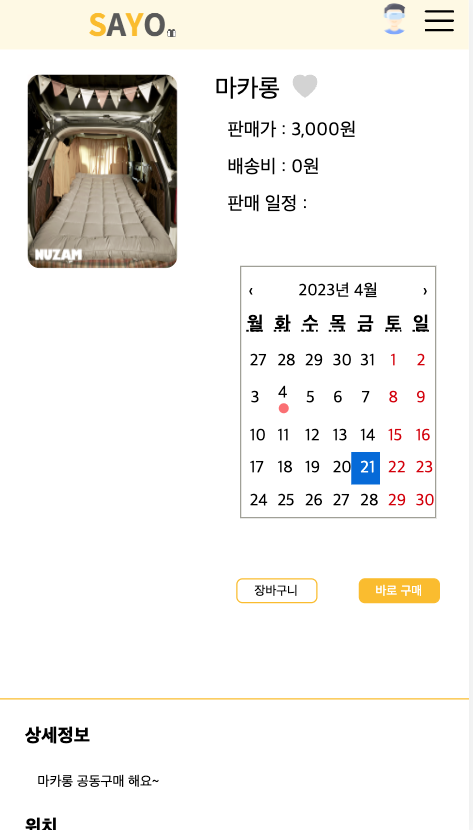 SAYO
마카롱
판매가 : 3,000원
배송비 : 0원
판매 일정 :
NUZAM
‹ 2023년 4월 ›
월 화 수 목 금 토 일
27 28 29 30 31 1 2
3 4 5 6 7 8 9
10 11 12 13 14 15 16
17 18 19 20 21 22 23
24 25 26 27 28 29 30
장바구니 바로 구매
상세정보
마카롱 공동구매 해요~
위치